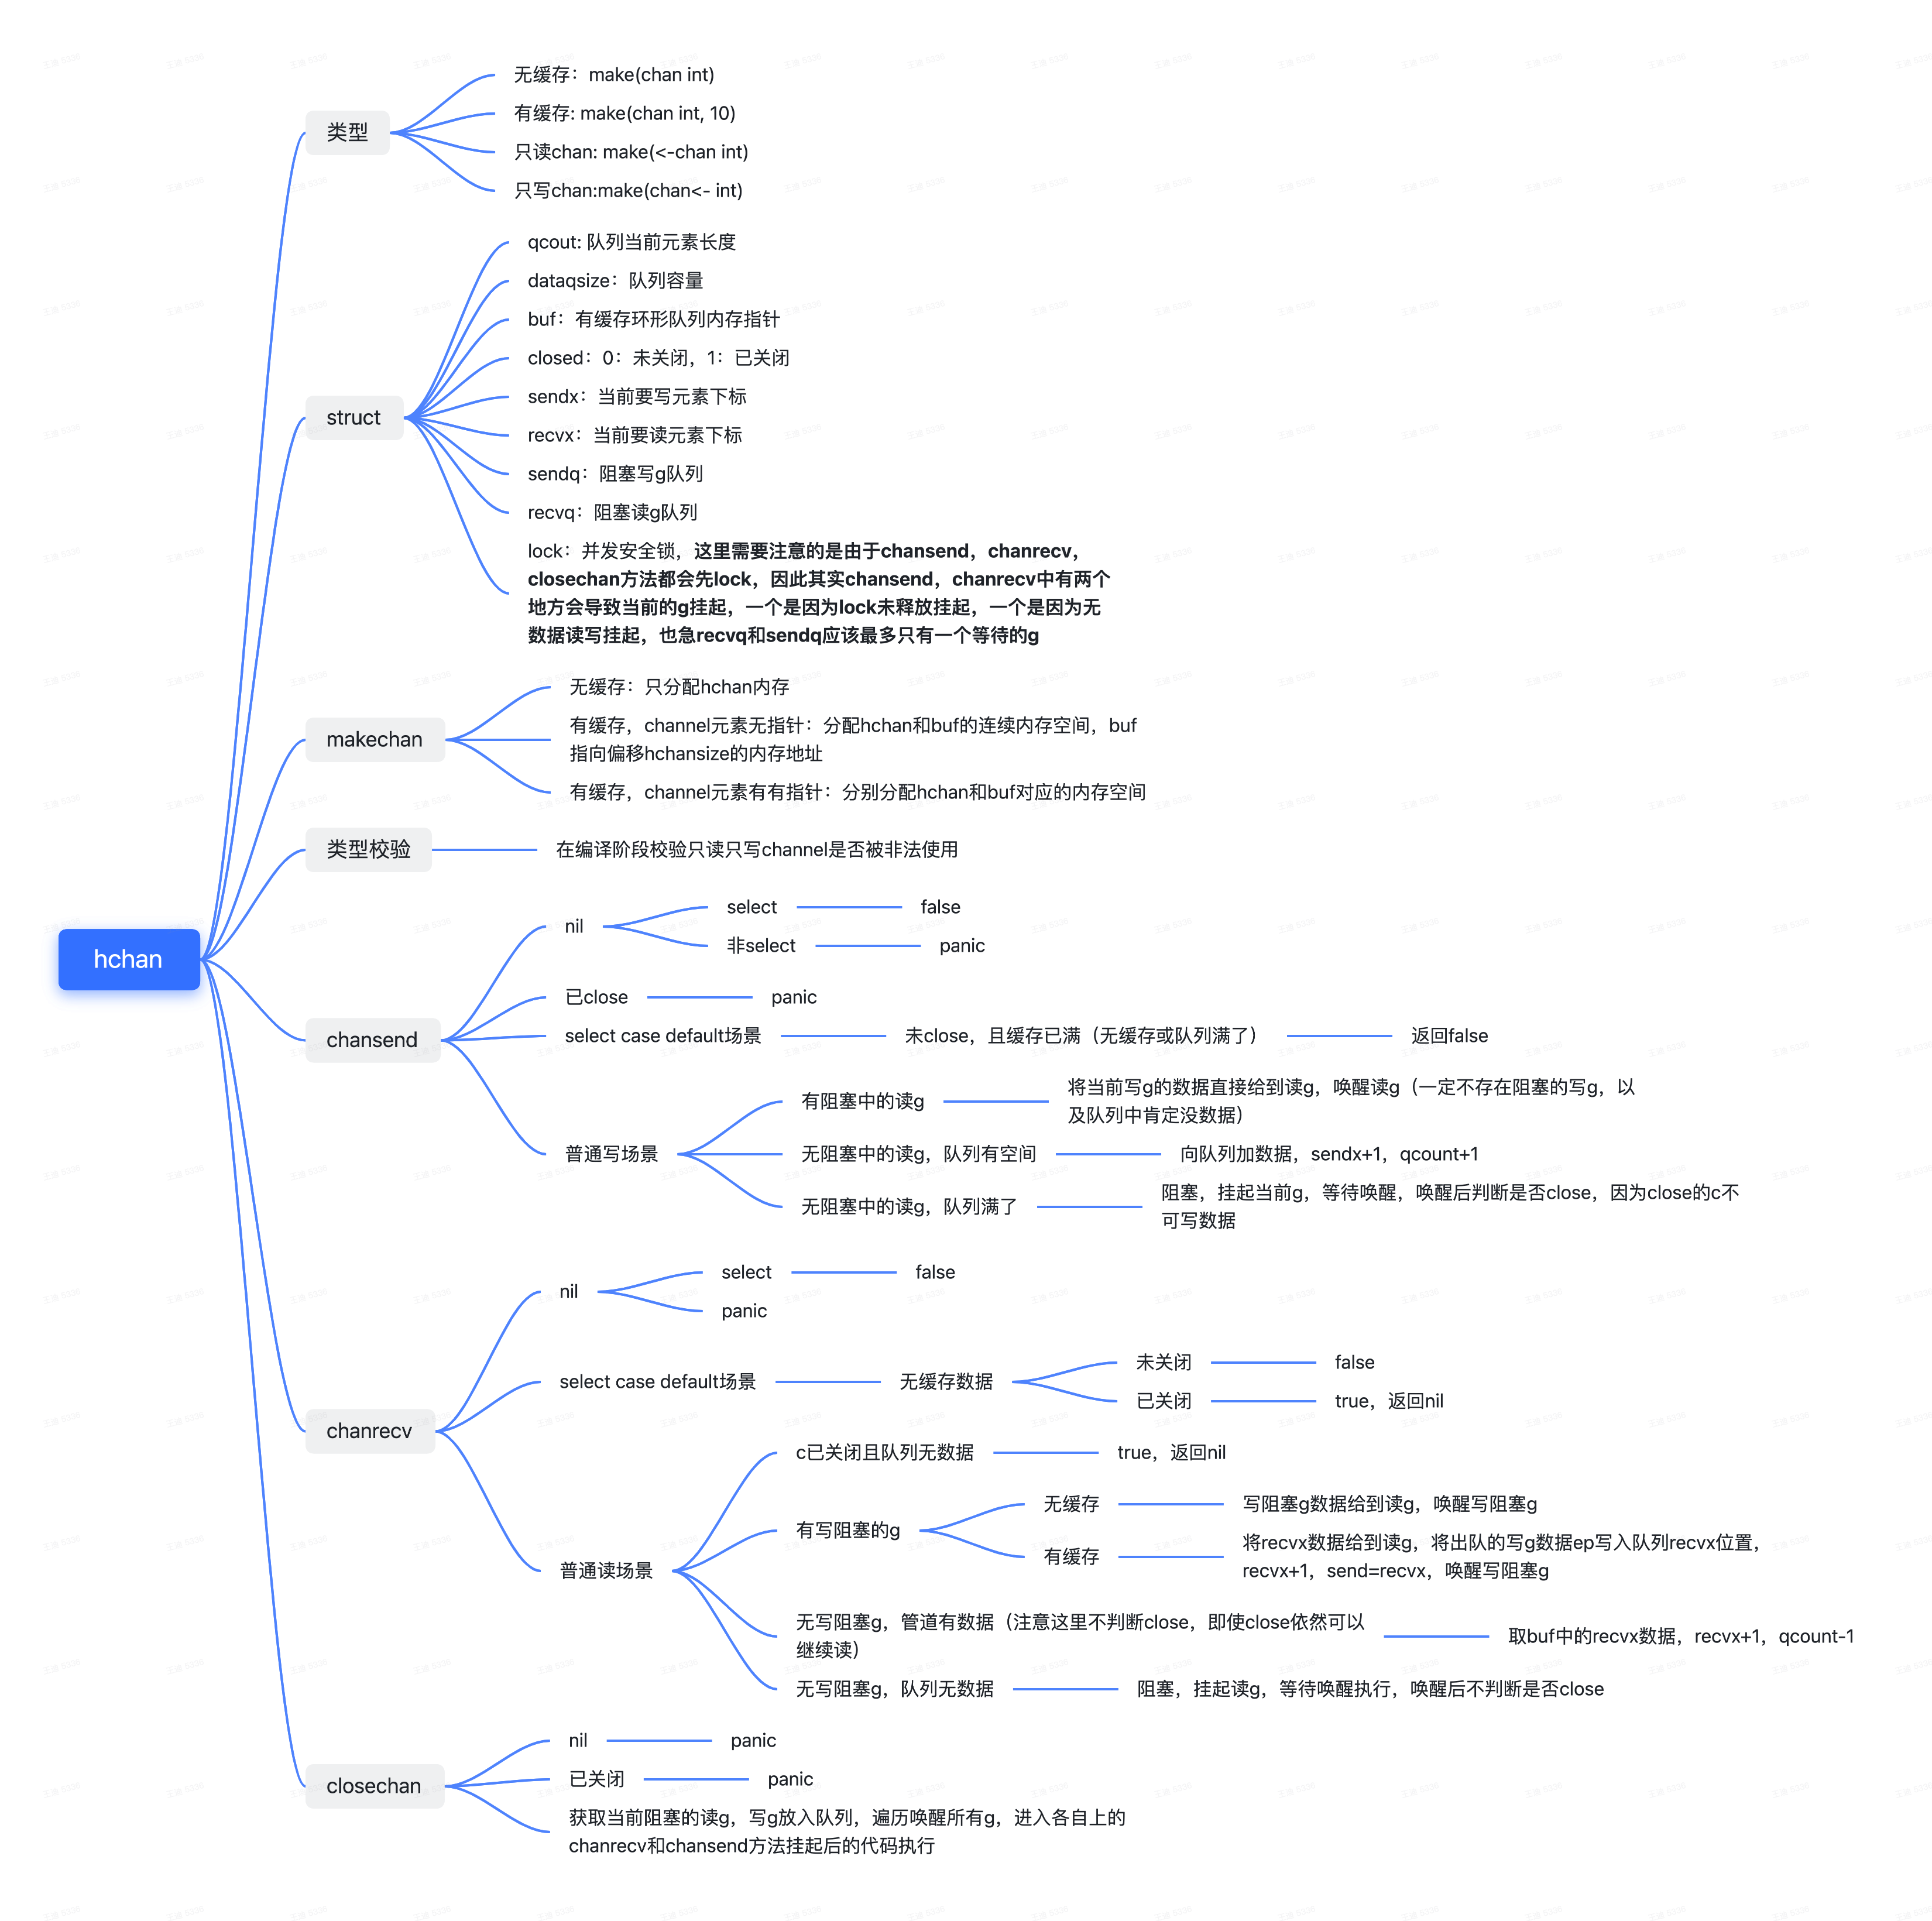 hchan
类型
无缓存：make(chan int)
有缓存: make(chan int, 10)
只读chan: make(<-chan int)
只写chan:make(chan<- int)
struct
qcout: 队列当前元素长度
dataqsize：队列容量
buf：有缓存环形队列内存指针
closed：0：未关闭，1：已关闭
sendx：当前要写元素下标
recvx：当前要读元素下标
sendq：阻塞写g队列
recvq：阻塞读g队列
lock：并发安全锁，这里需要注意的是由于chansend，chanrecv，
closechan方法都会先lock，因此其实chansend，chanrecv中有两个
地方会导致当前的g挂起，一个是因为lock未释放挂起，一个是因为无
数据读写挂起，也急recvq和sendq应该最多只有一个等待的g
makechan
无缓存：只分配hchan内存
有缓存，channel元素无指针：分配hchan和buf的连续内存空间，buf
指向偏移hchansize的内存地址
有缓存，channel元素有有指针：分别分配hchan和buf对应的内存空间
类型校验
在编译阶段校验只读只写channel是否被非法使用
chansend
nil
select
false
非select
panic
已close
panic
select case default场景
未close，且缓存已满（无缓存或队列满了）
返回false
普通写场景
有阻塞中的读g
将当前写g的数据直接给到读g，唤醒读g（一定不存在阻塞的写g，以
及队列中肯定没数据）
无阻塞中的读g，队列有空间
向队列加数据，sendx+1，qcount+1
无阻塞中的读g，队列满了
阻塞，挂起当前g，等待唤醒，唤醒后判断是否close，因为close的c不
可写数据
chanrecv
nil
select
false
panic
select case default场景
无缓存数据
未关闭
false
已关闭
true，返回nil
普通读场景
c已关闭且队列无数据
true，返回nil
有写阻塞的g
无缓存
写阻塞g数据给到读g，唤醒写阻塞g
有缓存
将recvx数据给到读g，将出队的写g数据ep写入队列recvx位置，
recvx+1，send=recvx，唤醒写阻塞g
无写阻塞g，管道有数据（注意这里不判断close，即使close依然可以
继续读）
取buf中的recvx数据，recvx+1，qcount-1
无写阻塞g，队列无数据
阻塞，挂起读g，等待唤醒执行，唤醒后不判断是否close
closechan
nil
panic
已关闭
panic
获取当前阻塞的读g，写g放入队列，遍历唤醒所有g，进入各自上的
chanrecv和chansend方法挂起后的代码执行